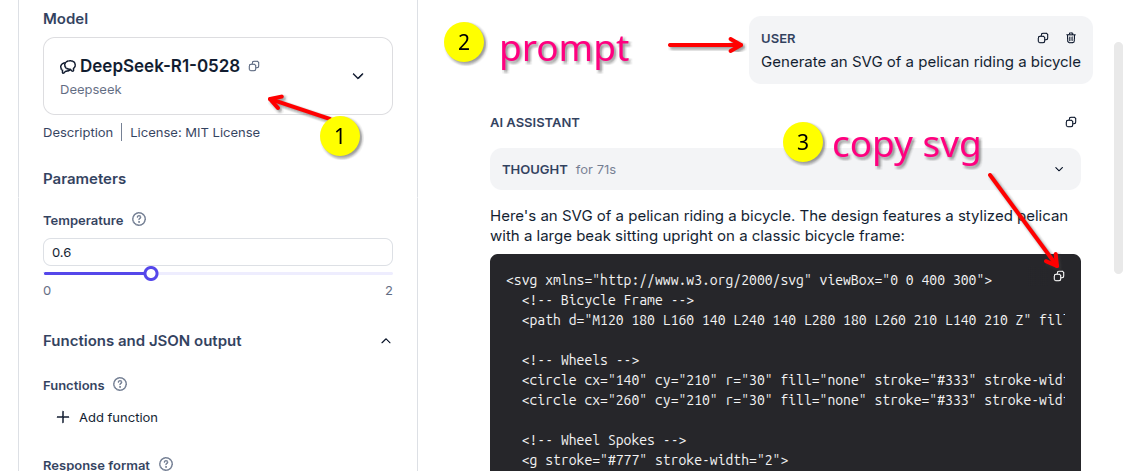 Model
DeepSeek-R1-0528
Deepseek
Description | License: MIT License
Parameters
Temperature
0.6
0
2
Functions and JSON output
Functions
+ Add function
Response format
1
2 prompt
USER
Generate an SVG of a pelican riding a bicycle
AI ASSISTANT
3 copy svg
THOUGHT for 71s
Here's an SVG of a pelican riding a bicycle. The design features a stylized pelican
with a large beak sitting upright on a classic bicycle frame:
<svg xmlns="http://www.w3.org/2000/svg" viewBox="0 0 400 300">
<!-- Bicycle Frame -->
<path d="M120 180 L160 140 L240 140 L280 180 L260 210 L140 210 Z" fil
<!-- Wheels -->
<circle cx="140" cy="210" r="30" fill="none" stroke="#333" stroke-wid
<circle cx="260" cy="210" r="30" fill="none" stroke="#333" stroke-wid
<!-- Wheel Spokes -->
<g stroke="#777" stroke-width="2">